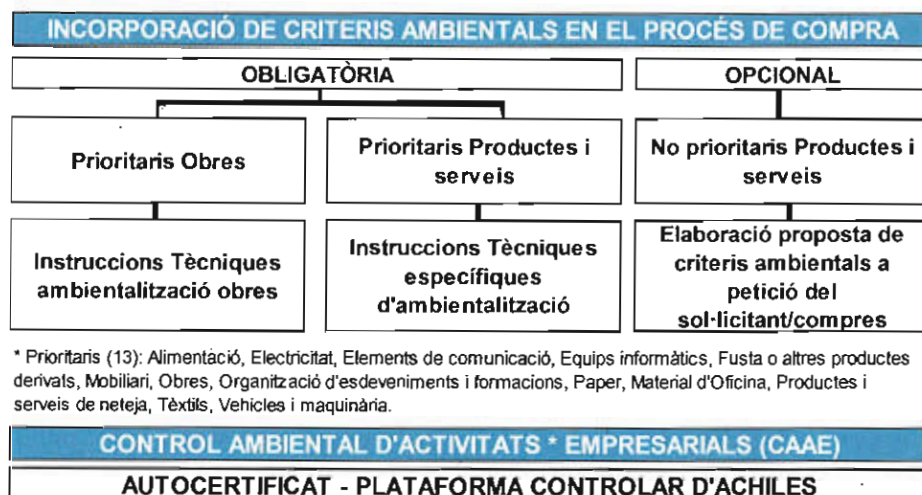 INCORPORACIÓ DE CRITERIS AMBIENTALS EN EL PROCÉS DE COMPRA
OBLIGATÒRIA
OPCIONAL
Prioritaris Obres
Prioritaris Productes i
serveis
No prioritaris Productes i
serveis
Instruccions Tècniques
ambientalització obres
Instruccions Tècniques
específiques
d'ambientalització
Elaboració proposta de
criteris ambientals a
petició del
sol·licitant/compres
* Prioritaris (13): Alimentació, Electricitat, Elements de comunicació, Equips informàtics, Fusta o altres productes
derivats, Mobiliari, Obres, Organització d'esdeveniments i formacions, Paper, Material d'Oficina, Productes i
serveis de neteja, Tèxtils, Vehicles i maquinària.
CONTROL AMBIENTAL D'ACTIVITATS * EMPRESARIALS (CAAE)
AUTOCERTIFICAT - PLATAFORMA CONTROLAR D'ACHILES